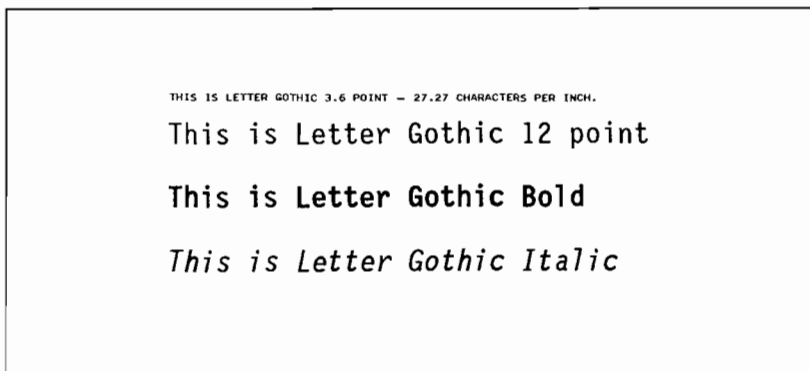 THIS IS LETTER GOTHIC 3.6 POINT — 27.27 CHARACTERS PER INCH.
This is Letter Gothic 12 point
This is Letter Gothic Bold
This is Letter Gothic Italic